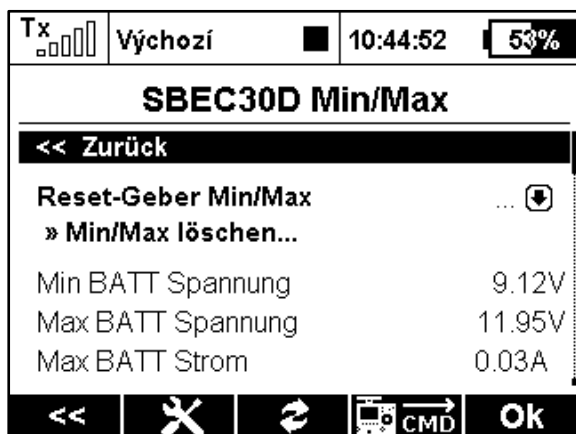 Tx Výchozí 10:44:52 53%
SBEC30D Min/Max
<< Zurück
Reset-Geber Min/Max ...
» Min/Max löschen...
Min BATT Spannung 9.12V
Max BATT Spannung 11.95V
Max BATT Strom 0.03A
<< CMD Ok